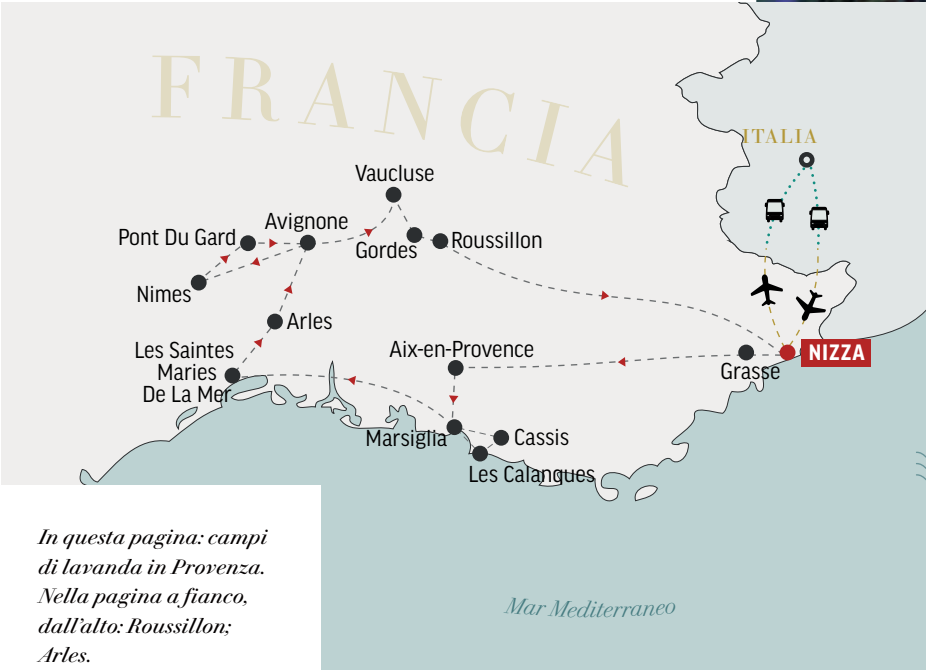 FRANCIA
ITALIA
Vaucluse
Avignone
Pont Du Gard
Gordes
Roussillon
Nimes
Arles
Les Saintes
Maries
De La Mer
Aix-en-Provence
Grasse
NIZZA
Marsiglia
Cassis
Les Calanques
In questa pagina: campi
di lavanda in Provenza.
Nella pagina a fianco,
dall'alto: Roussillon;
Arles.
Mar Mediterraneo